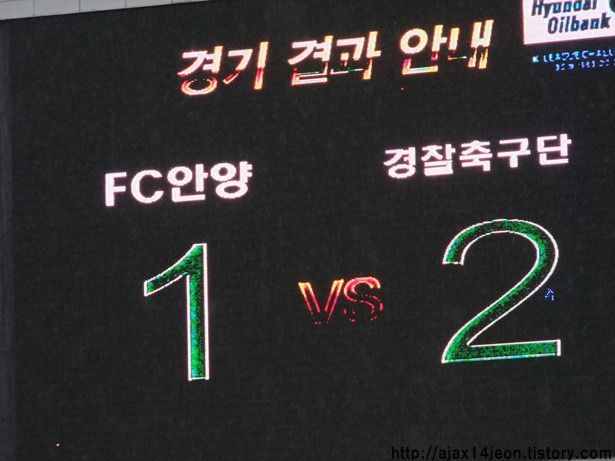 Hyundai
Oilbank
경기 결과 안내
FC안양
경찰축구단
1 VS 2
http://ajax14jeon.tistory.com